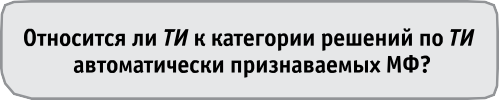 Относится ли ТИ к категории решений по ТИ
автоматически признаваемых МФ?